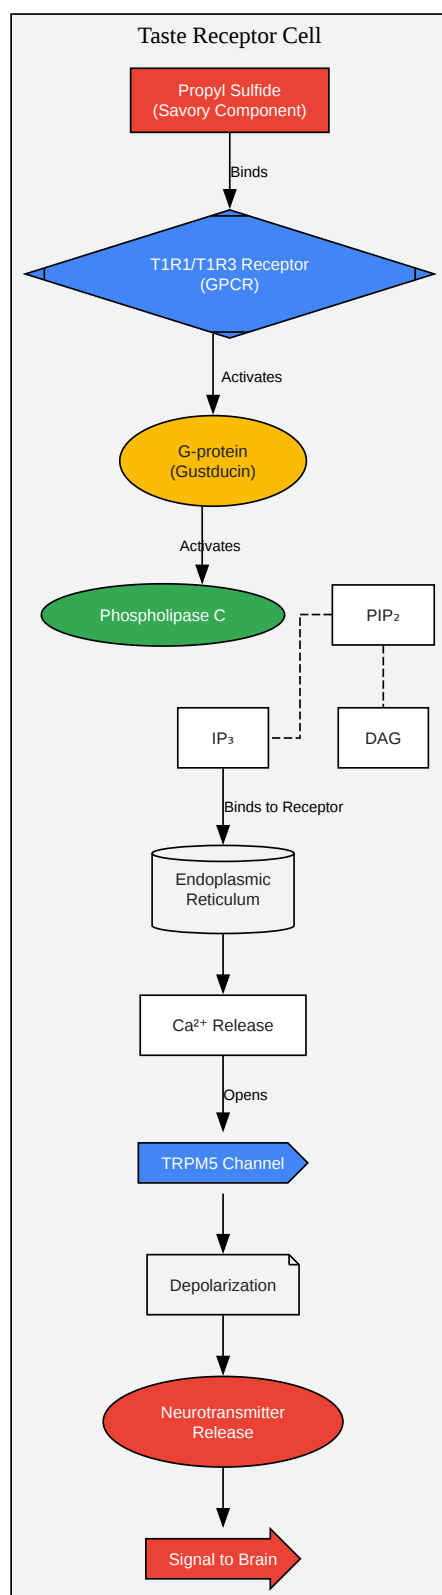 Taste Receptor Cell
Propyl Sulfide
(Savory Component)
Binds
T1R1/T1R3 Receptor
(GPCR)
Activates
G-protein
(Gustducin)
Activates
Phospholipase C
PIP₂
IP₃
DAG
Binds to Receptor
Endoplasmic
Reticulum
Ca²⁺ Release
Opens
TRPM5 Channel
Depolarization
Neurotransmitter
Release
Signal to Brain